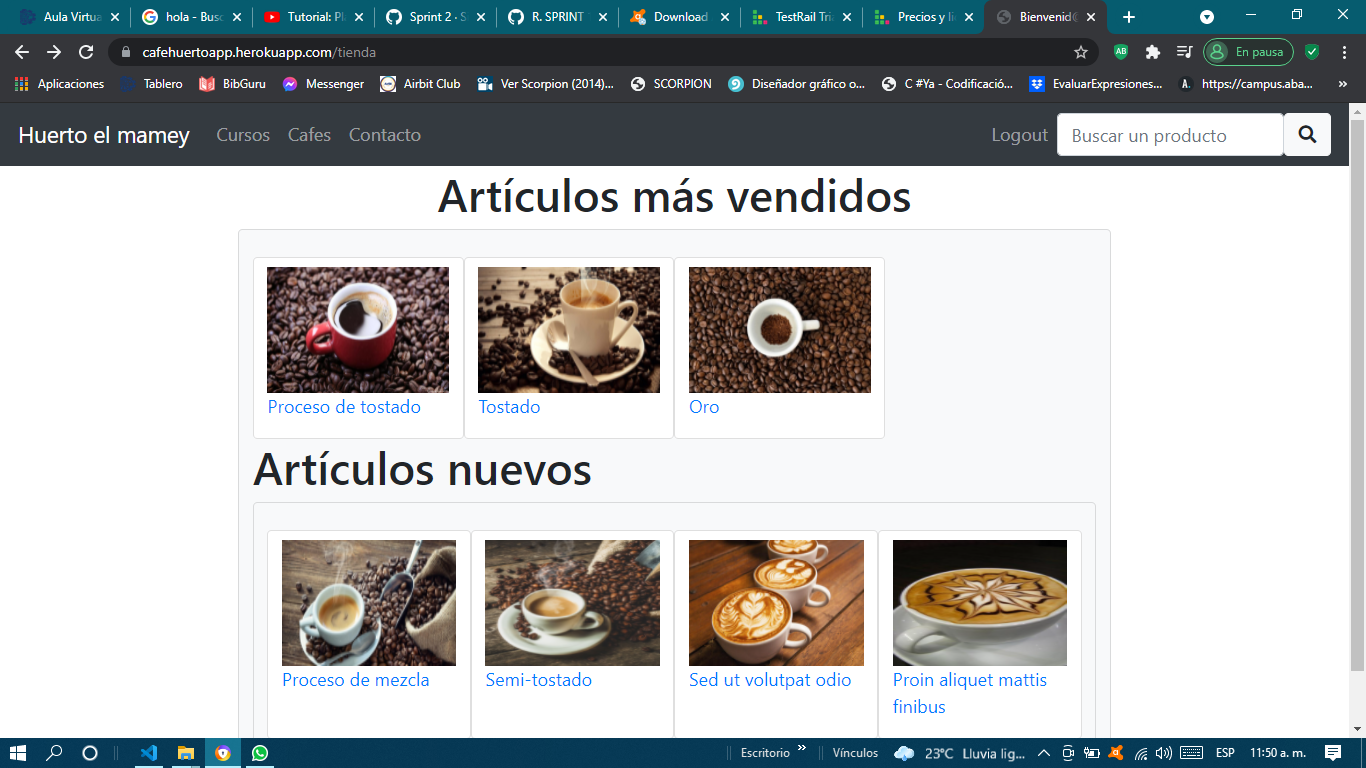 Aula Virtua
hola - Busc
Tutorial: Pl
Sprint 2 · S
R. SPRINT
Download
TestRail Tri
Precios y li
Bienvenid@
cafehuertoapp.herokuapp.com/tienda
AB
En pausa
Aplicaciones
Tablero
BibGuru
Messenger
Airbit Club
Ver Scorpion (2014)...
SCORPION
Diseñador gráfico o...
C #Ya - Codificació...
EvaluarExpresiones...
A.
https://campus.aba...
»
Huerto el mamey
Cursos
Cafes
Contacto
Logout
Buscar un producto
Artículos más vendidos
Proceso de tostado
Tostado
Oro
Artículos nuevos
Proceso de mezcla
Semi-tostado
Sed ut volutpat odio
Proin aliquet mattis
finibus
Escritorio
»
Vínculos
23°C Lluvia lig...
ESP
11:50 a. m.